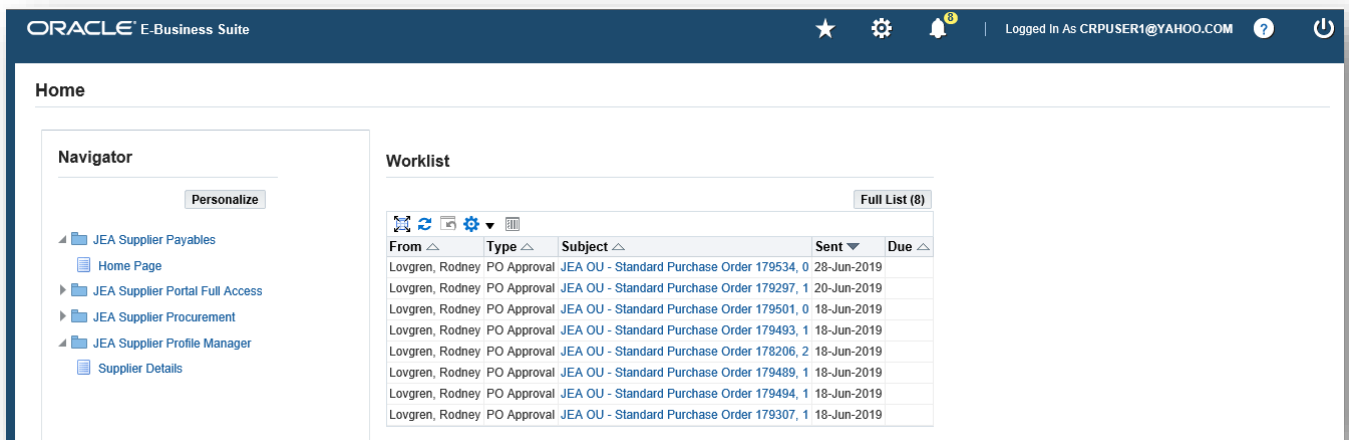 ORACLE® E-Business Suite
8
Logged In As CRPUSER1@YAHOO.COM ?
Home
Navigator
Personalize
JEA Supplier Payables
Home Page
JEA Supplier Portal Full Access
JEA Supplier Procurement
JEA Supplier Profile Manager
Supplier Details
Worklist
Full List (8)
From Type Subject Sent Due
Lovgren, Rodney PO Approval JEA OU - Standard Purchase Order 179534, 0 28-Jun-2019
Lovgren, Rodney PO Approval JEA OU - Standard Purchase Order 179297, 1 20-Jun-2019
Lovgren, Rodney PO Approval JEA OU - Standard Purchase Order 179501, 0 18-Jun-2019
Lovgren, Rodney PO Approval JEA OU - Standard Purchase Order 179493, 1 18-Jun-2019
Lovgren, Rodney PO Approval JEA OU - Standard Purchase Order 178206, 2 18-Jun-2019
Lovgren, Rodney PO Approval JEA OU - Standard Purchase Order 179489, 1 18-Jun-2019
Lovgren, Rodney PO Approval JEA OU - Standard Purchase Order 179494, 1 18-Jun-2019
Lovgren, Rodney PO Approval JEA OU - Standard Purchase Order 179307, 1 18-Jun-2019